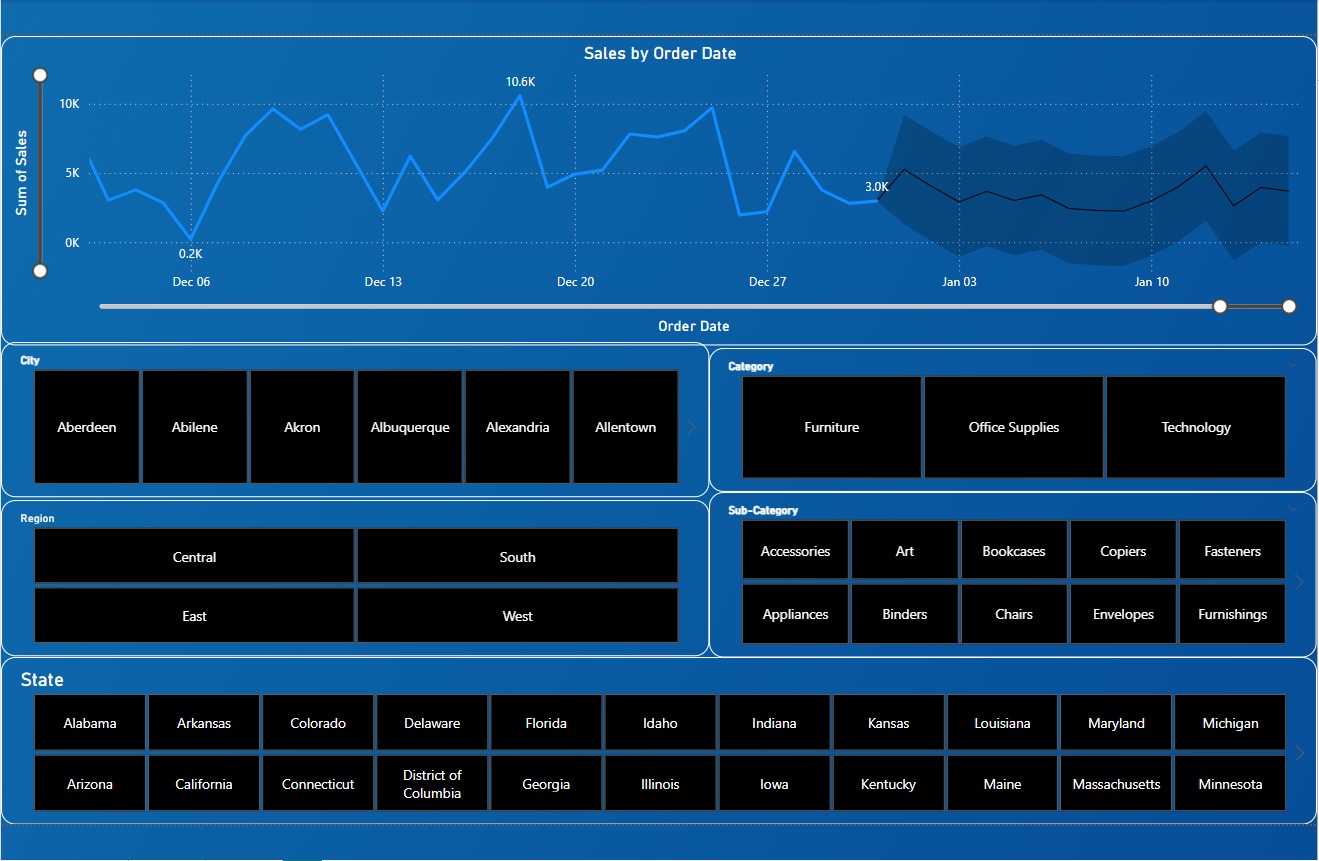 Sales by Order Date
Sum of Sales
10K
5K
0K
10.6K
0.2K
3.0K
Dec 06
Dec 13
Dec 20
Dec 27
Jan 03
Jan 10
Order Date
City
Aberdeen
Abilene
Akron
Albuquerque
Alexandria
Allentown
Category
Furniture
Office Supplies
Technology
Region
Central
South
East
West
Sub-Category
Accessories
Art
Bookcases
Copiers
Fasteners
Appliances
Binders
Chairs
Envelopes
Furnishings
State
Alabama
Arkansas
Colorado
Delaware
Florida
Idaho
Indiana
Kansas
Louisiana
Maryland
Michigan
Arizona
California
Connecticut
District of
Columbia
Georgia
Illinois
Iowa
Kentucky
Maine
Massachusetts
Minnesota